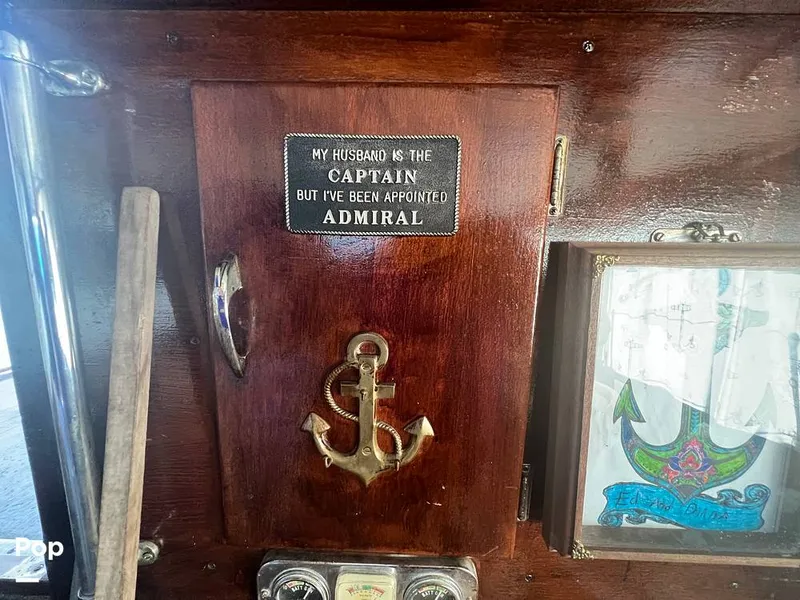 MY HUSBAND IS THE
CAPTAIN
BUT I'VE BEEN APPOINTED
ADMIRAL
Pop